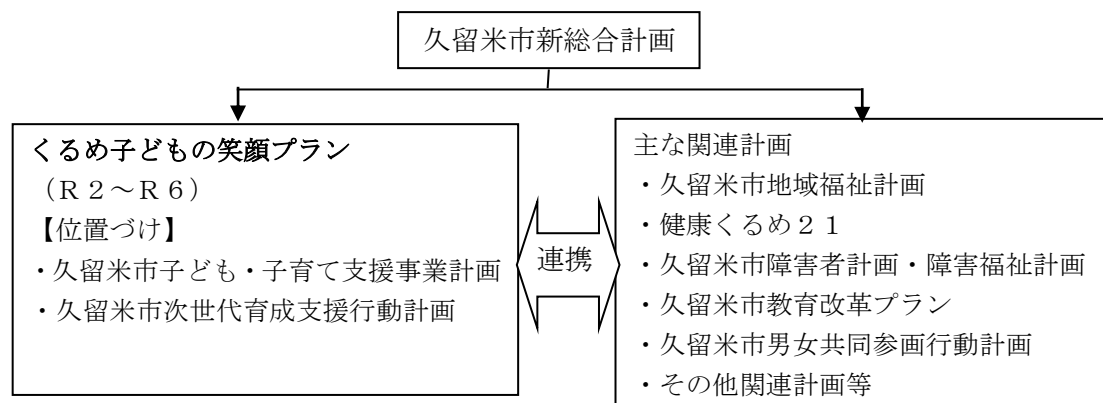 久留米市新総合計画
くるめ子どもの笑顔プラン
（Ｒ２～Ｒ６）
【位置づけ】
・久留米市子ども・子育て支援事業計画
・久留米市次世代育成支援行動計画
連携
主な関連計画
・久留米市地域福祉計画
・健康くるめ２１
・久留米市障害者計画・障害福祉計画
・久留米市教育改革プラン
・久留米市男女共同参画行動計画
・その他関連計画等